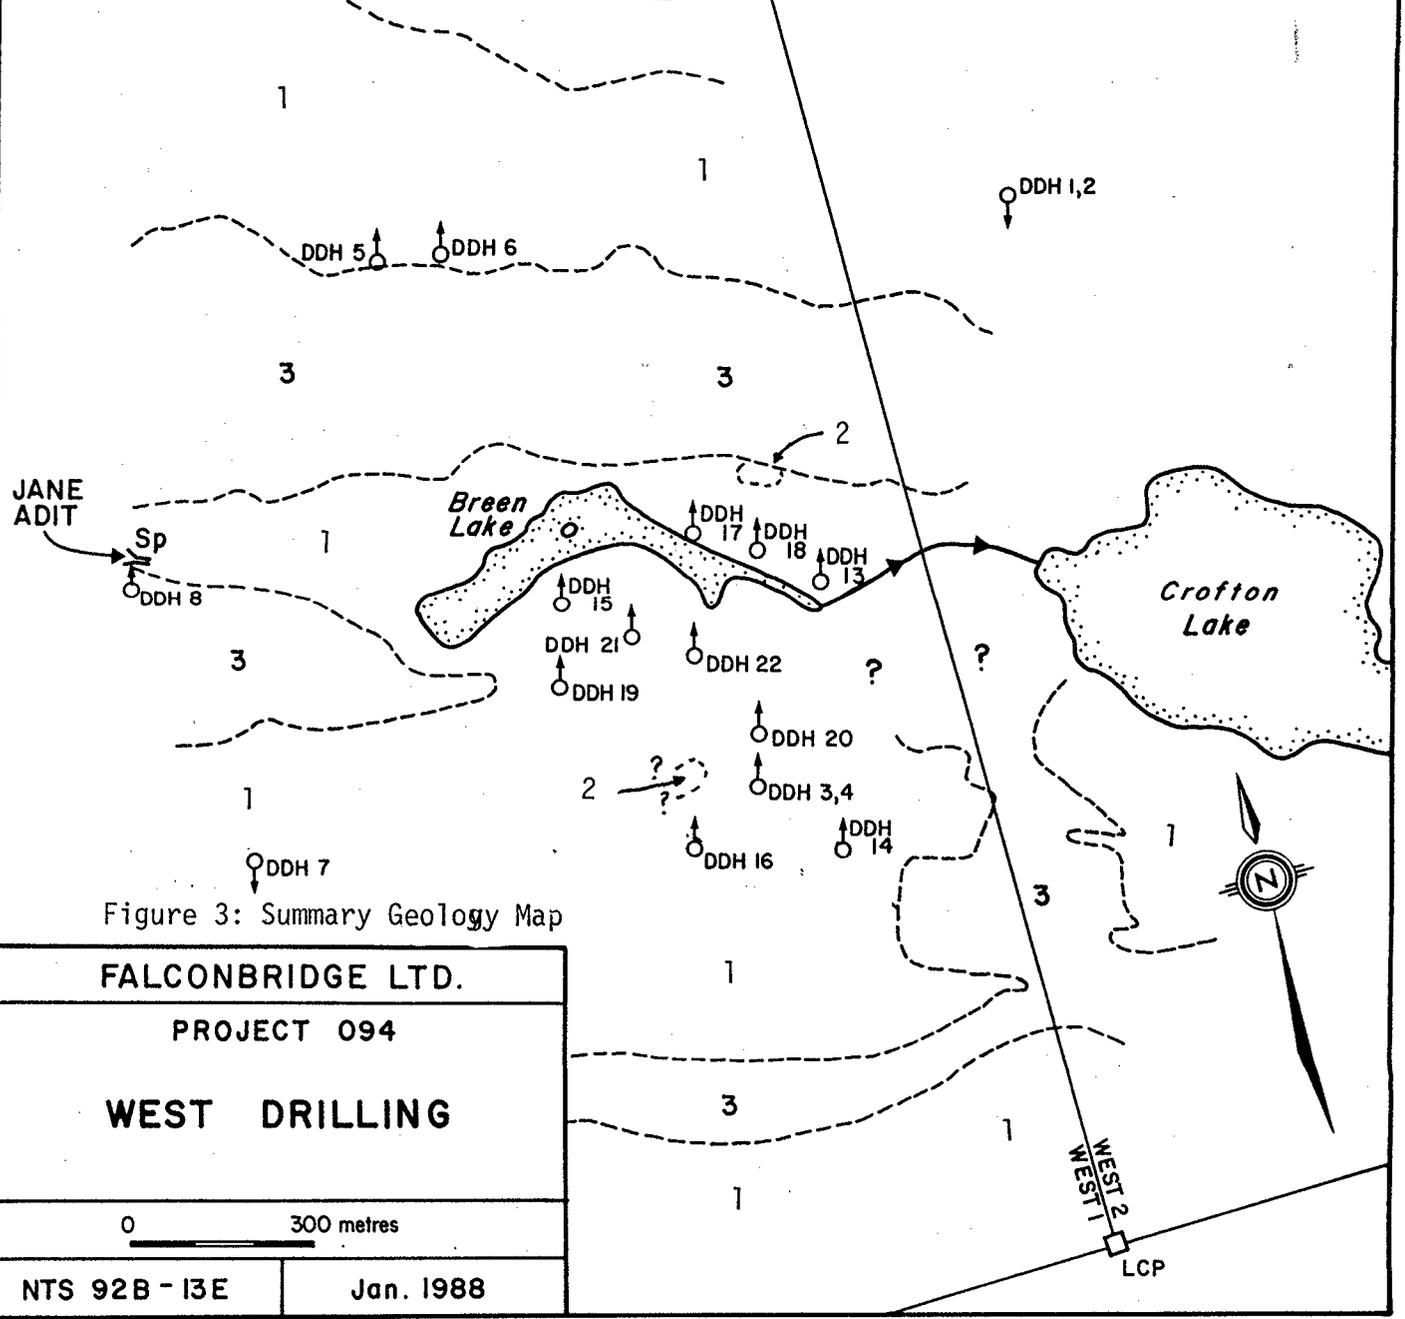 1
1
DDH 1,2
DDH 5
DDH 6
3
3
2
JANE
ADIT
Sp
1
Breen
Lake
DDH
17
DDH
18
DDH
13
Crofton
Lake
DDH 8
DDH
15
DDH 21
DDH 22
3
?
?
DDH 19
DDH 20
?
2
?
DDH 3,4
1
DDH
14
1
DDH 16
DDH 7
N
3
Figure 3: Summary Geology Map
1
FALCONBRIDGE LTD.
PROJECT 094
WEST DRILLING
3
1
WEST 2
WEST 1
1
0 300 metres
LCP
NTS 92B-13E
Jan. 1988